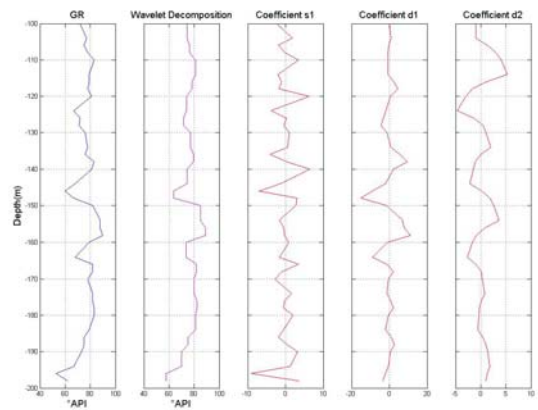 GR
Wavelet Decomposition
Coefficient s1
Coefficient d1
Coefficient d2
Depth(m)
-100
-110
-120
-130
-140
-150
-160
-170
-180
-190
-200
40 60 80 100
°API
40 60 80 100
°API
-10 0 10
-20 0 20
-5 0 5 10